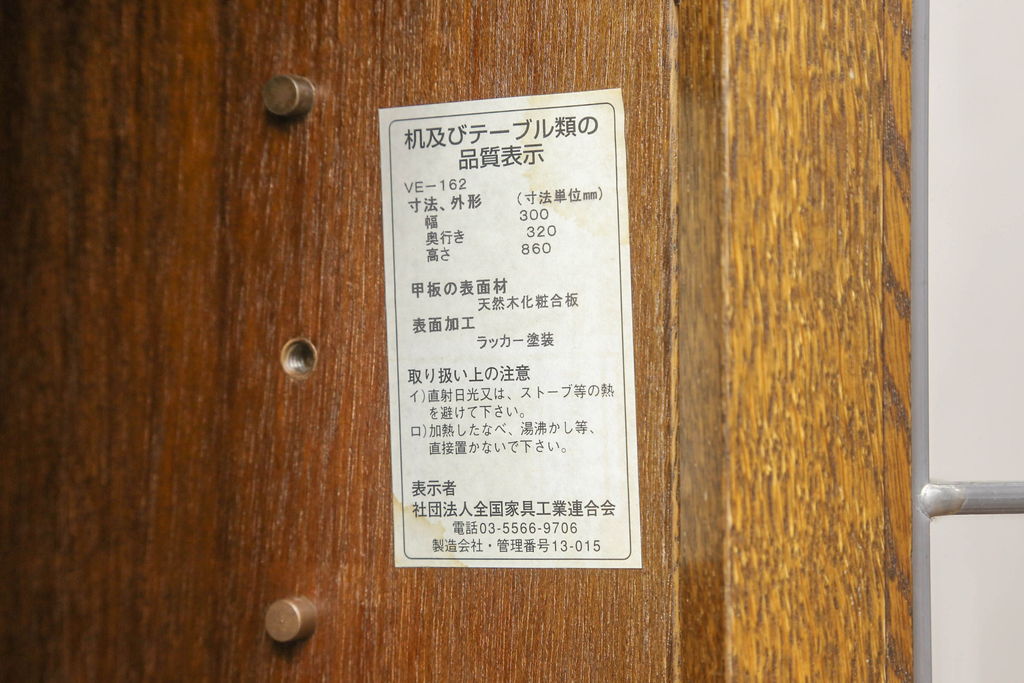 机及びテーブル類の
品質表示
VE-162
寸法、外形 (寸法単位㎜)
幅 300
奥行き 320
高さ 860
甲板の表面材
天然木化粧合板
表面加工
ラッカー塗装
取り扱い上の注意
イ)直射日光又は、ストーブ等の熱
を避けて下さい。
ロ)加熱したなべ、湯沸かし等、
直接置かないで下さい。
表示者
社団法人全国家具工業連合会
電話03-5566-9706
製造会社・管理番号13-015